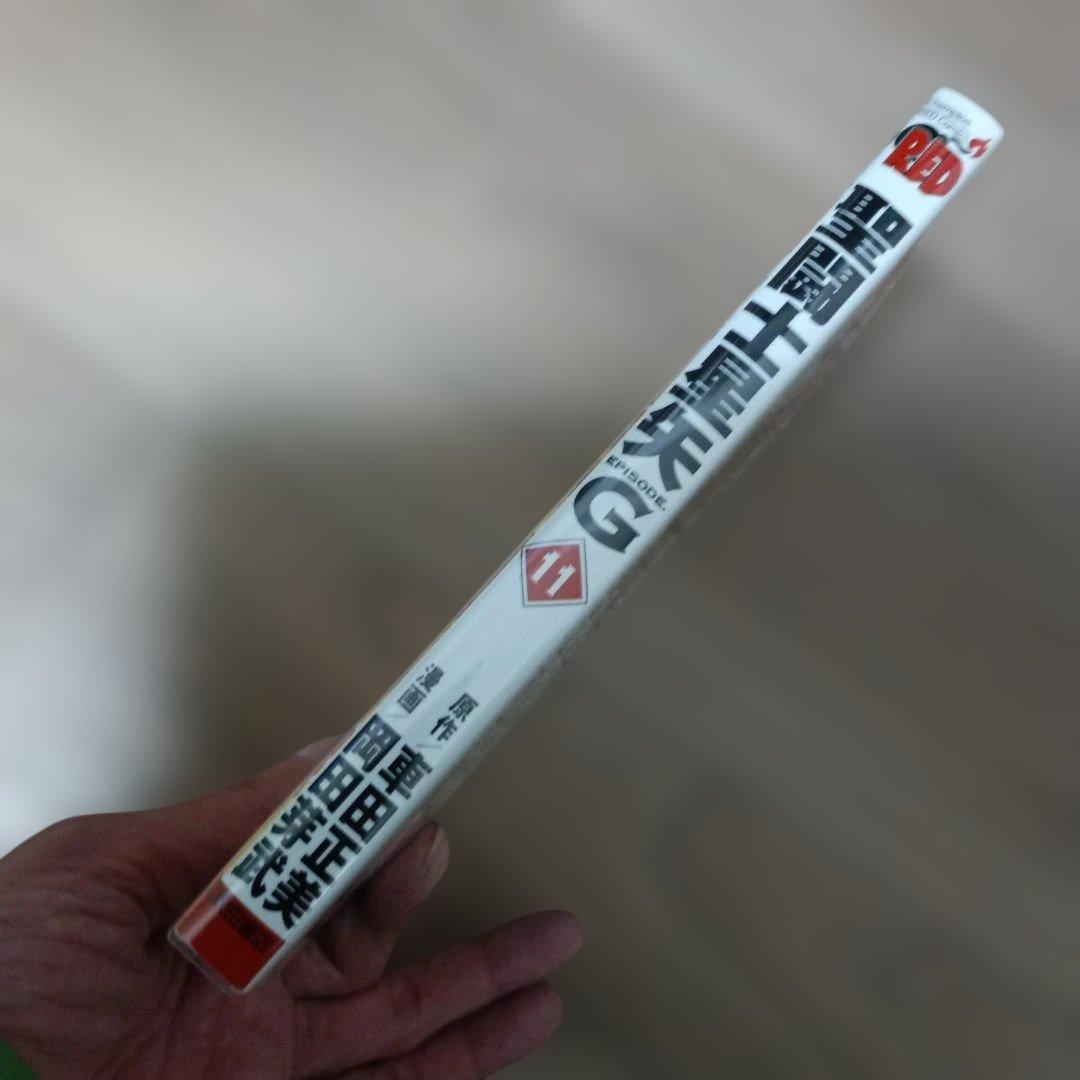 Champion
RED
聖闘士星矢
EPISODE.
G
11
原作/車田正美
漫画/岡田芽武